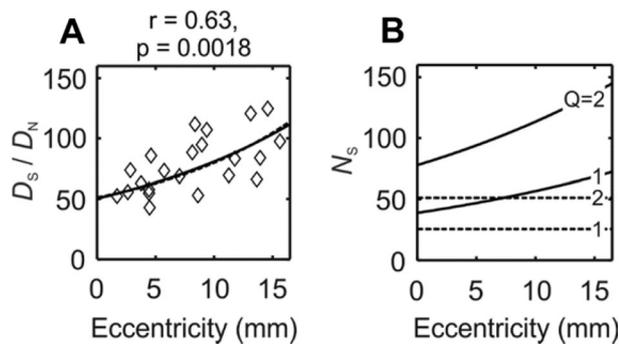 A
r = 0.63,
p = 0.0018
150
100
50
0
D_S / D_N
0 5 10 15
Eccentricity (mm)
B
150
100
50
0
N_S
Q=2
1
2
1
0 5 10 15
Eccentricity (mm)